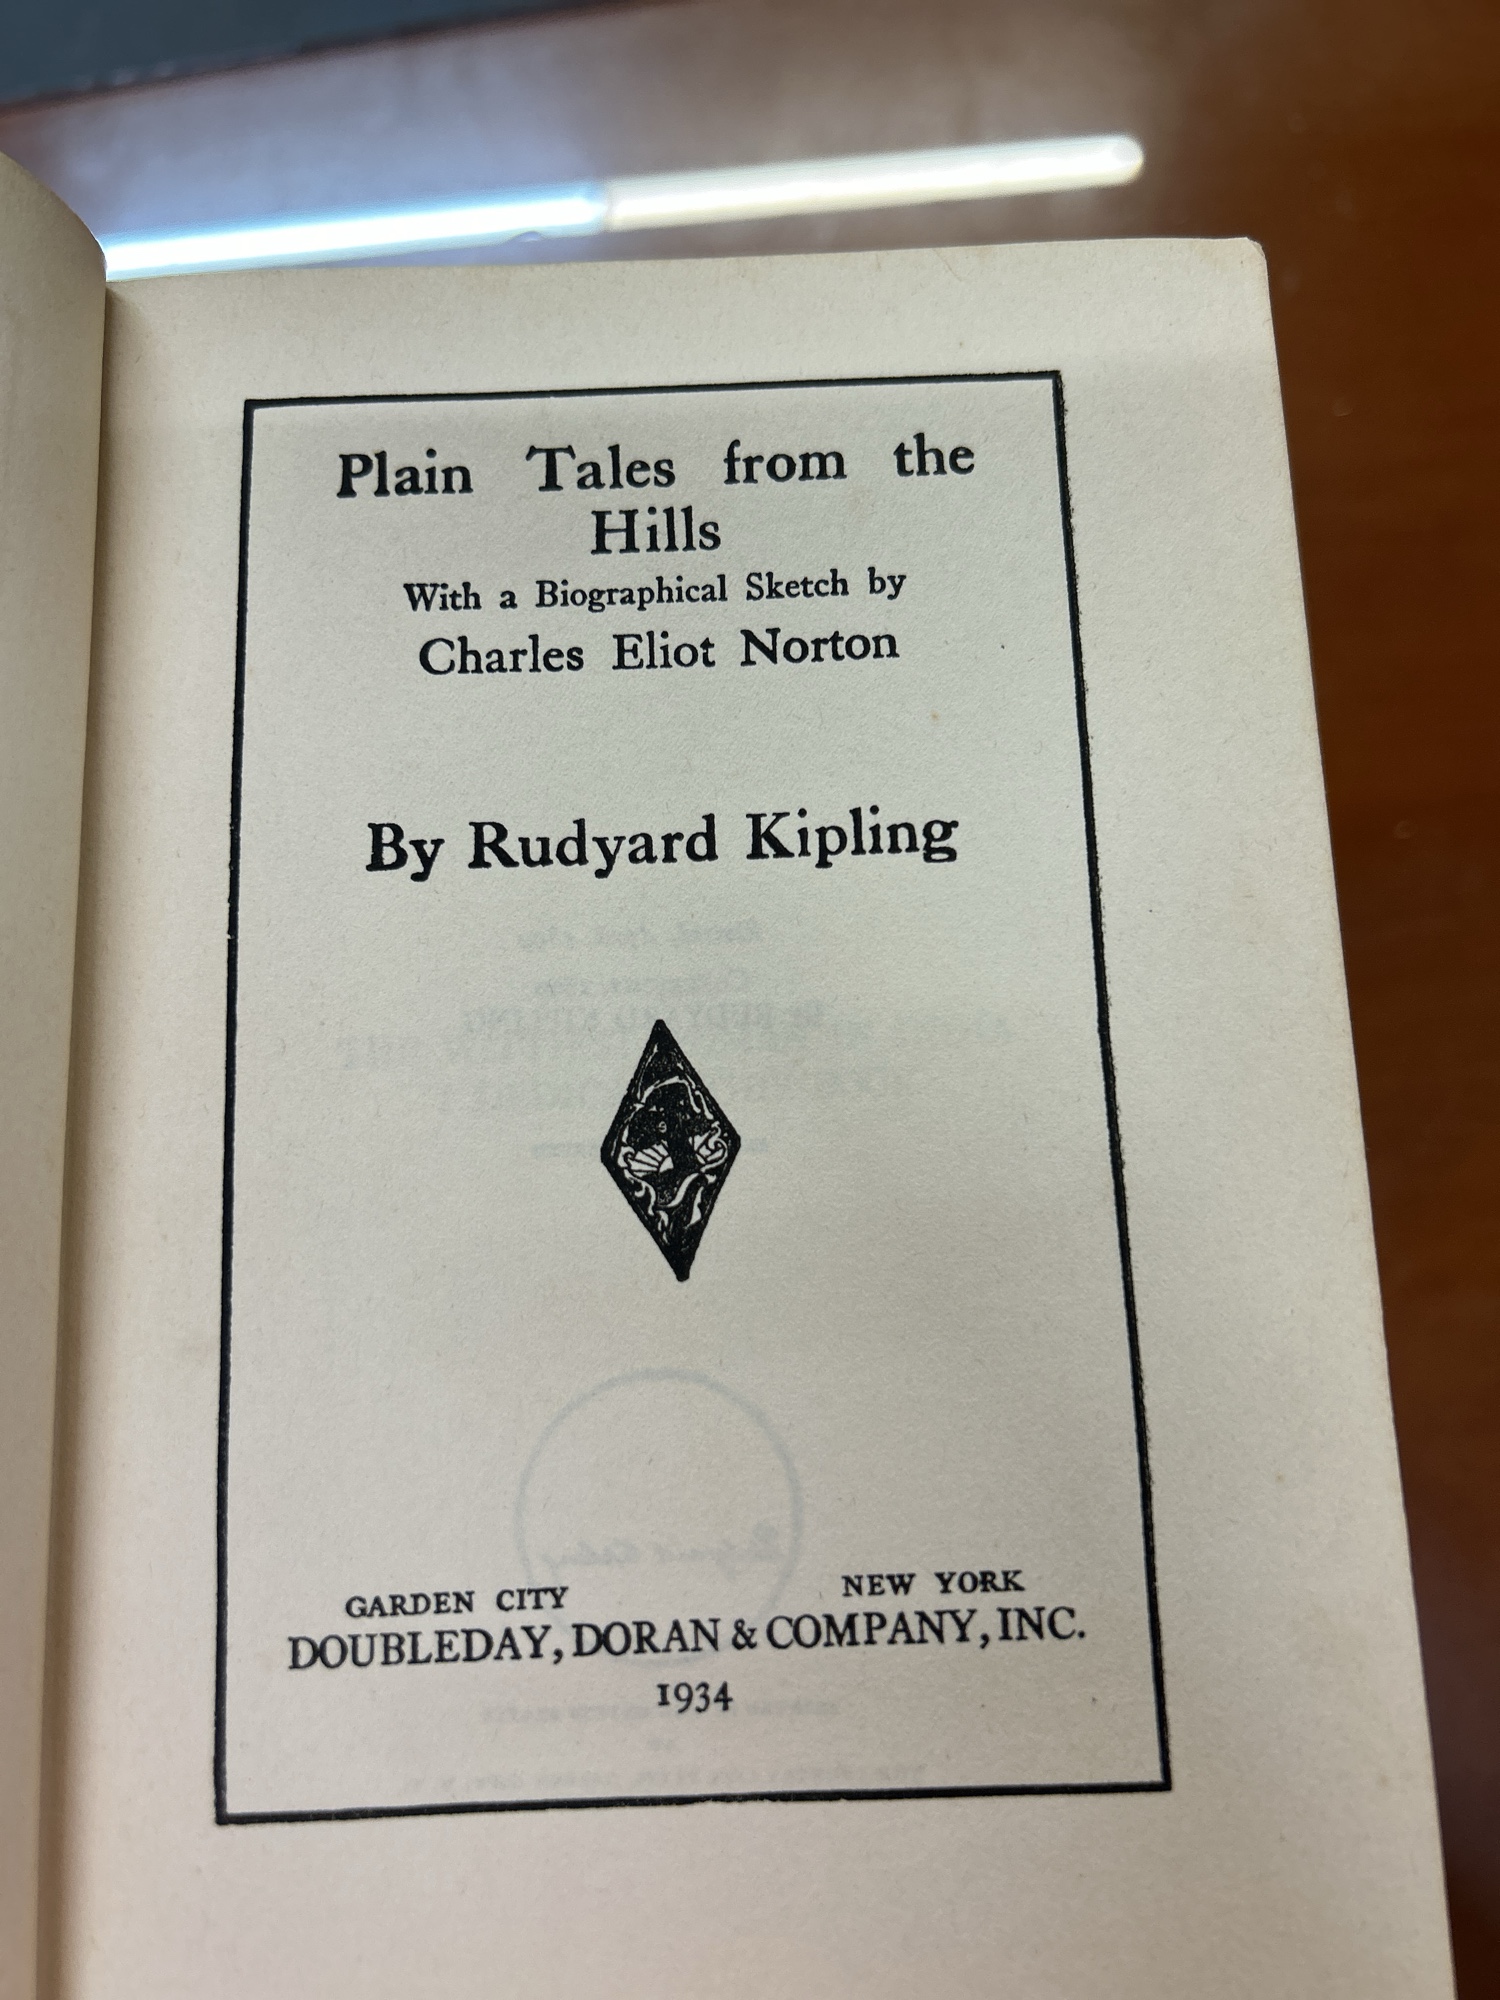 Plain Tales from the
Hills
With a Biographical Sketch by
Charles Eliot Norton
By Rudyard Kipling
GARDEN CITY NEW YORK
DOUBLEDAY, DORAN & COMPANY, INC.
1934